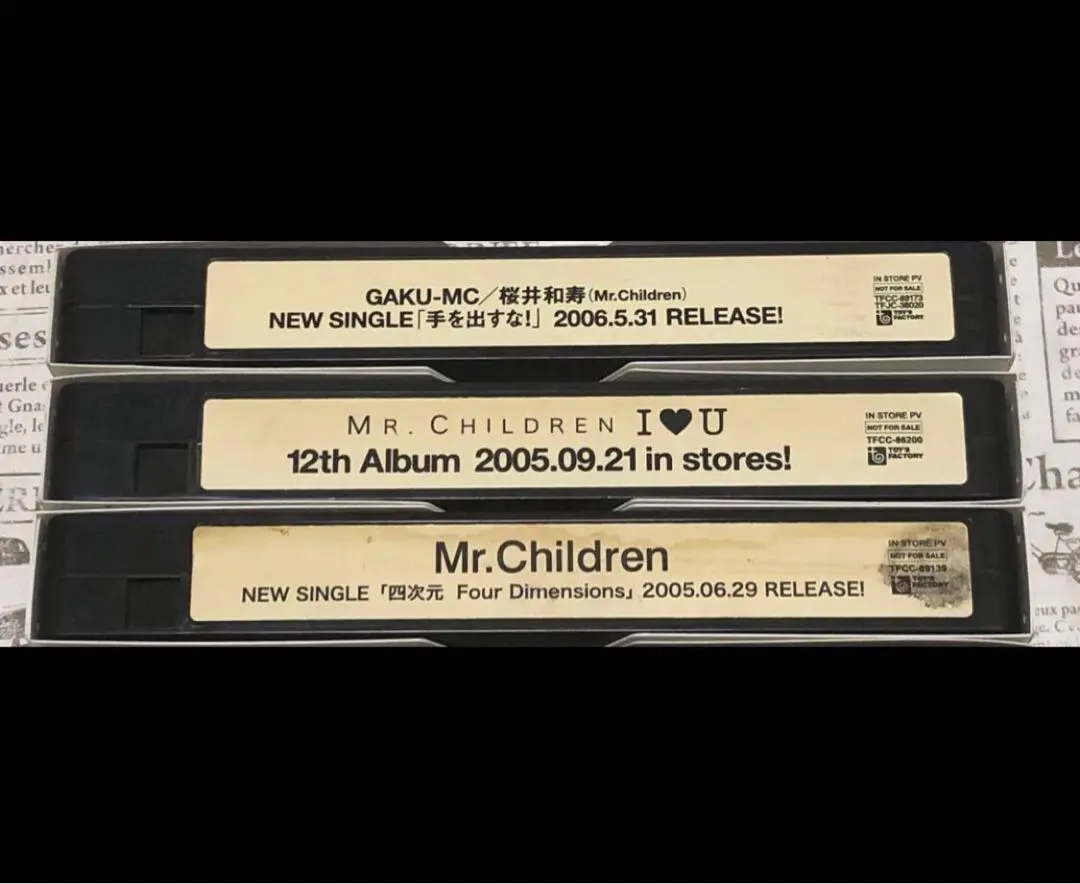 GAKU-MC／桜井和寿(Mr.Children)
NEW SINGLE「手を出すな!」 2006.5.31 RELEASE!
IN STORE PV
NOT FOR SALE
TFCC-89173
TFJC-38020
TOY'S FACTORY
MR. CHILDREN I♥U
12th Album 2005.09.21 in stores!
IN STORE PV
NOT FOR SALE
TFCC-86200
TOY'S FACTORY
Mr.Children
NEW SINGLE「四次元 Four Dimensions」2005.06.29 RELEASE!
IN STORE PV
NOT FOR SALE
TFCC-89139
TOY'S FACTORY